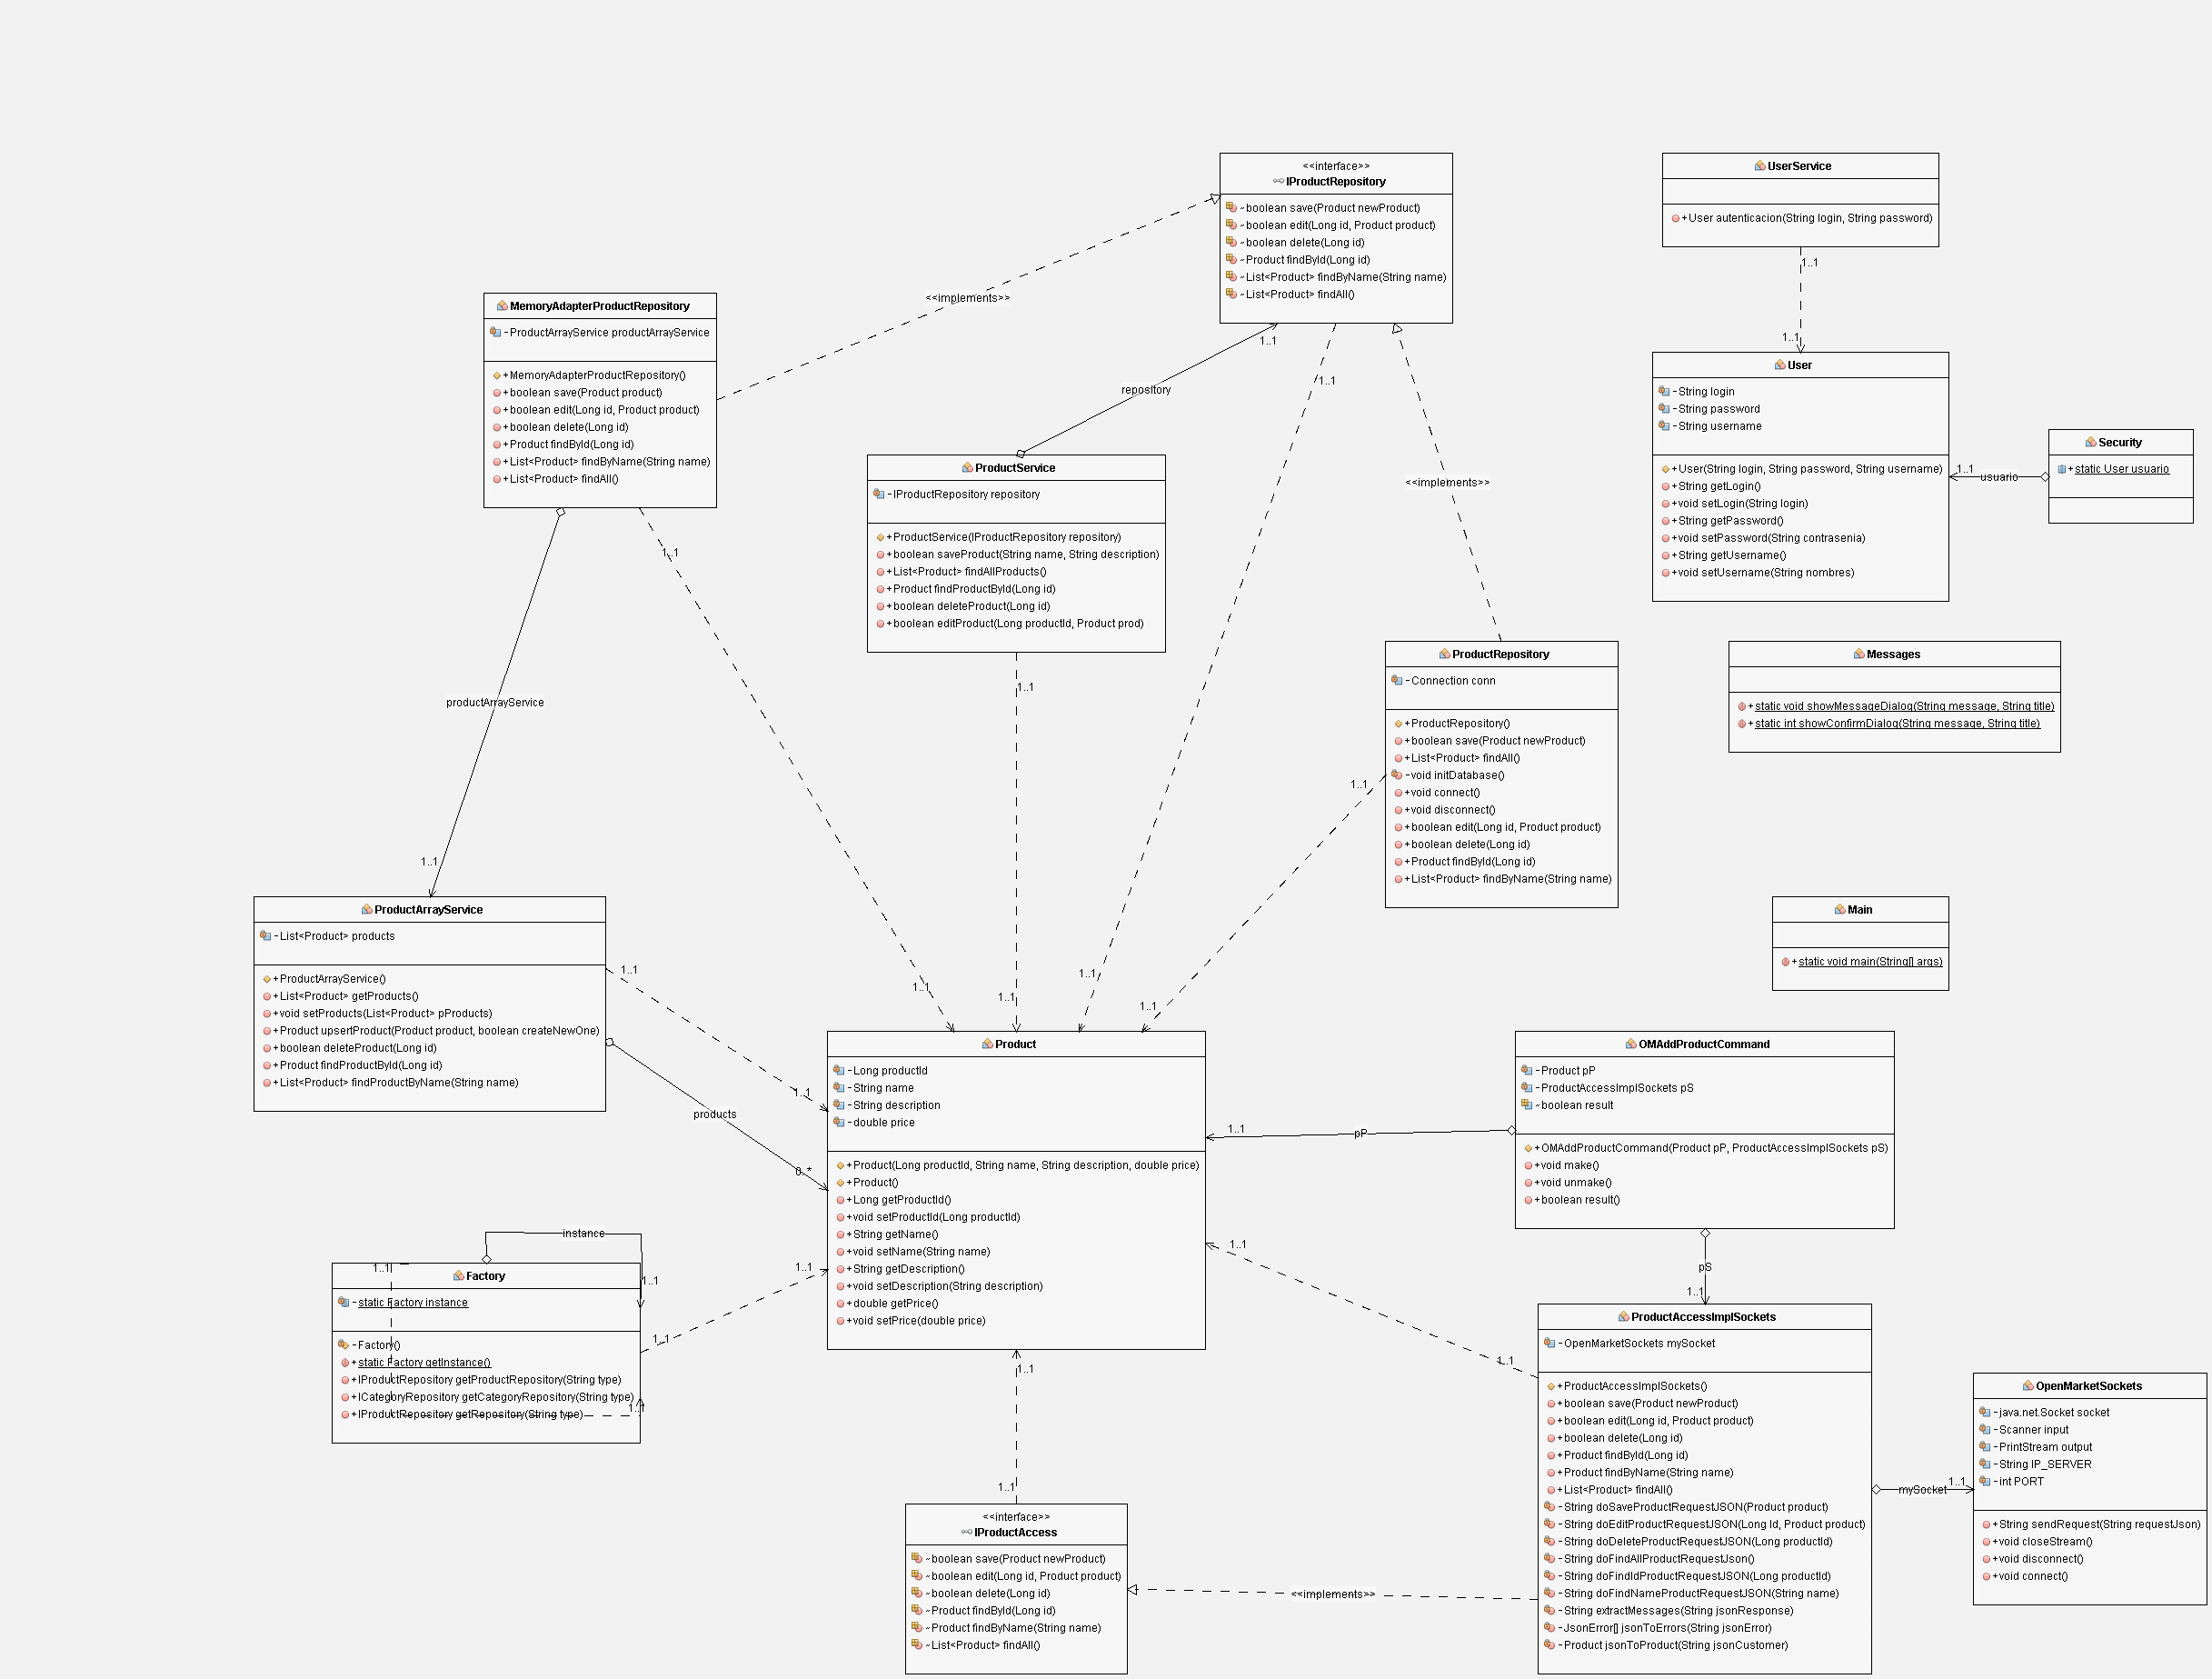 <<interface>>
IProductRepository
~boolean save(Product newProduct)
~boolean edit(Long id, Product product)
~boolean delete(Long id)
~Product findById(Long id)
~List<Product> findByName(String name)
~List<Product> findAll()
UserService
+User autenticacion(String login, String password)
1..1
1..1
<<implements>>
MemoryAdapterProductRepository
-ProductArrayService productArrayService
+MemoryAdapterProductRepository()
+boolean save(Product product)
+boolean edit(Long id, Product product)
+boolean delete(Long id)
+Product findById(Long id)
+List<Product> findByName(String name)
+List<Product> findAll()
1..1
repository
1..1
User
-String login
-String password
-String username
+User(String login, String password, String username)
+String getLogin()
+void setLogin(String login)
+String getPassword()
+void setPassword(String contrasenia)
+String getUsername()
+void setUsername(String nombres)
1..1
usuario
Security
+static User usuario
ProductService
-IProductRepository repository
+ProductService(IProductRepository repository)
+boolean saveProduct(String name, String description)
+List<Product> findAllProducts()
+Product findProductById(Long id)
+boolean deleteProduct(Long id)
+boolean editProduct(Long productId, Product prod)
<<implements>>
1..1
1..1
productArrayService
1..1
ProductRepository
-Connection conn
+ProductRepository()
+boolean save(Product newProduct)
+List<Product> findAll()
-void initDatabase()
+void connect()
+void disconnect()
+boolean edit(Long id, Product product)
+boolean delete(Long id)
+Product findById(Long id)
+List<Product> findByName(String name)
1..1
Messages
+static void showMessageDialog(String message, String title)
+static int showConfirmDialog(String message, String title)
Main
+static void main(String[] args)
ProductArrayService
-List<Product> products
+ProductArrayService()
+List<Product> getProducts()
+void setProducts(List<Product> pProducts)
+Product upsertProduct(Product product, boolean createNewOne)
+boolean deleteProduct(Long id)
+Product findProductById(Long id)
+List<Product> findProductByName(String name)
1..1
1..1
1..1
1..1
1..1
1..1
products
0..*
Product
-Long productId
-String name
-String description
-double price
+Product(Long productId, String name, String description, double price)
+Product()
+Long getProductId()
+void setProductId(Long productId)
+String getName()
+void setName(String name)
+String getDescription()
+void setDescription(String description)
+double getPrice()
+void setPrice(double price)
1..1
pP
OMAddProductCommand
-Product pP
-ProductAccessImplSockets pS
~boolean result
+OMAddProductCommand(Product pP, ProductAccessImplSockets pS)
+void make()
+void unmake()
+boolean result()
pS
1..1
instance
1..1
1..1
Factory
-static Factory instance
-Factory()
+static Factory getInstance()
+IProductRepository getProductRepository(String type)
+ICategoryRepository getCategoryRepository(String type)
+IProductRepository getRepository(String type)
1..1
1..1
1..1
1..1
1..1
1..1
1..1
<<interface>>
IProductAccess
~boolean save(Product newProduct)
~boolean edit(Long id, Product product)
~boolean delete(Long id)
~Product findById(Long id)
~Product findByName(String name)
~List<Product> findAll()
<<implements>>
ProductAccessImplSockets
-OpenMarketSockets mySocket
+ProductAccessImplSockets()
+boolean save(Product newProduct)
+boolean edit(Long id, Product product)
+boolean delete(Long id)
+Product findById(Long id)
+Product findByName(String name)
+List<Product> findAll()
-String doSaveProductRequestJSON(Product product)
-String doEditProductRequestJSON(Long Id, Product product)
-String doDeleteProductRequestJSON(Long productId)
-String doFindAllProductRequestJson()
-String doFindIdProductRequestJSON(Long productId)
-String doFindNameProductRequestJSON(String name)
-String extractMessages(String jsonResponse)
-JsonError[] jsonToErrors(String jsonError)
-Product jsonToProduct(String jsonCustomer)
mySocket
1..1
OpenMarketSockets
-java.net.Socket socket
-Scanner input
-PrintStream output
-String IP_SERVER
-int PORT
+String sendRequest(String requestJson)
+void closeStream()
+void disconnect()
+void connect()